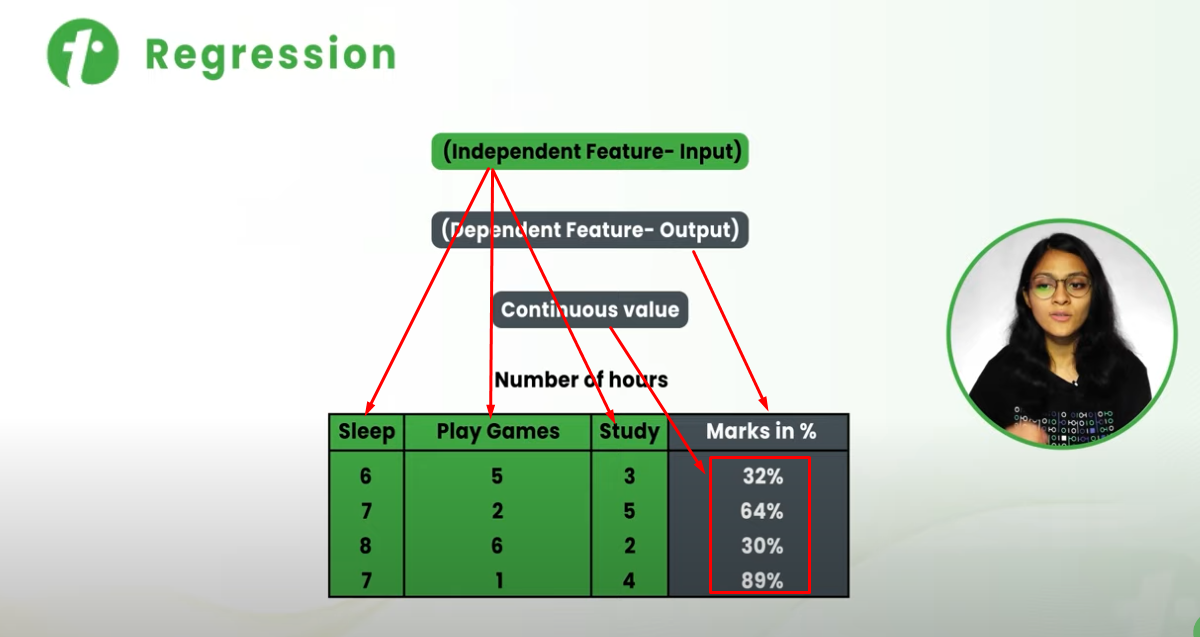 Regression
(Independent Feature- Input)
(Dependent Feature- Output)
Continuous value
Number of hours
Sleep Play Games Study Marks in %
6 5 3 32%
7 2 5 64%
8 6 2 30%
7 1 4 89%